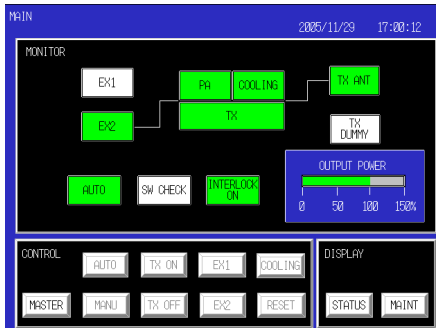 MAIN
2005/11/29 17:00:12
MONITOR
EX1
PA
COOLING
TX ANT
EX2
TX
TX
DUMMY
AUTO
SW CHECK
INTERLOCK
ON
OUTPUT POWER
0 50 100 150%
CONTROL
AUTO
TX ON
EX1
COOLING
MASTER
MANU
TX OFF
EX2
RESET
DISPLAY
STATUS
MAINT